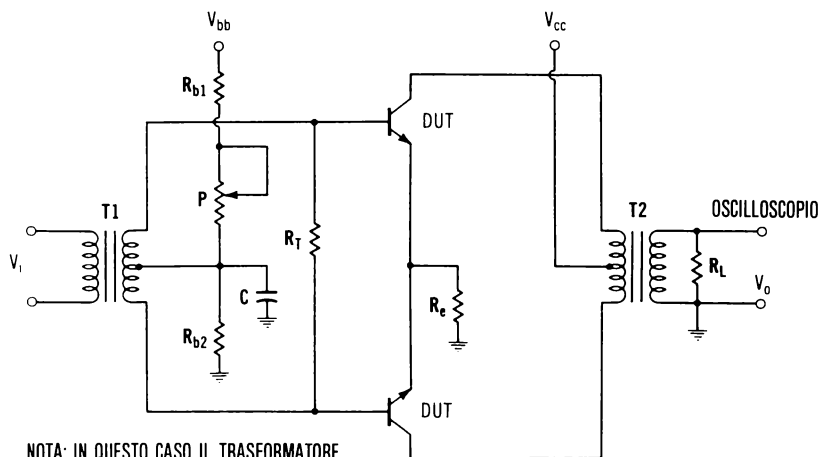 V_bb
V_cc
R_b1
DUT
P
T1
T2
OSCILLOSCOPIO
R_T
R_L
V_i
V_o
C
R_e
R_b2
DUT
NOTA: IN QUESTO CASO IL TRASFORMATORE